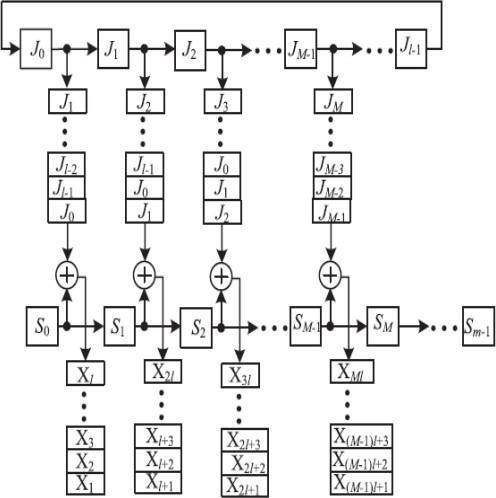 J0 J1 J2 ... JM-1 ... Jl-1
J1 J2 J3 JM
Jl-2 Jl-1 J0 JM-3
Jl-1 J0 J1 JM-2
J0 J1 J2 JM-1
+ + + +
S0 S1 S2 ... SM-1 SM ... Sm-1
Xl X2l X3l XMl
X3 Xl+3 X2l+3 X(M-1)l+3
X2 Xl+2 X2l+2 X(M-1)l+2
X1 Xl+1 X2l+1 X(M-1)l+1